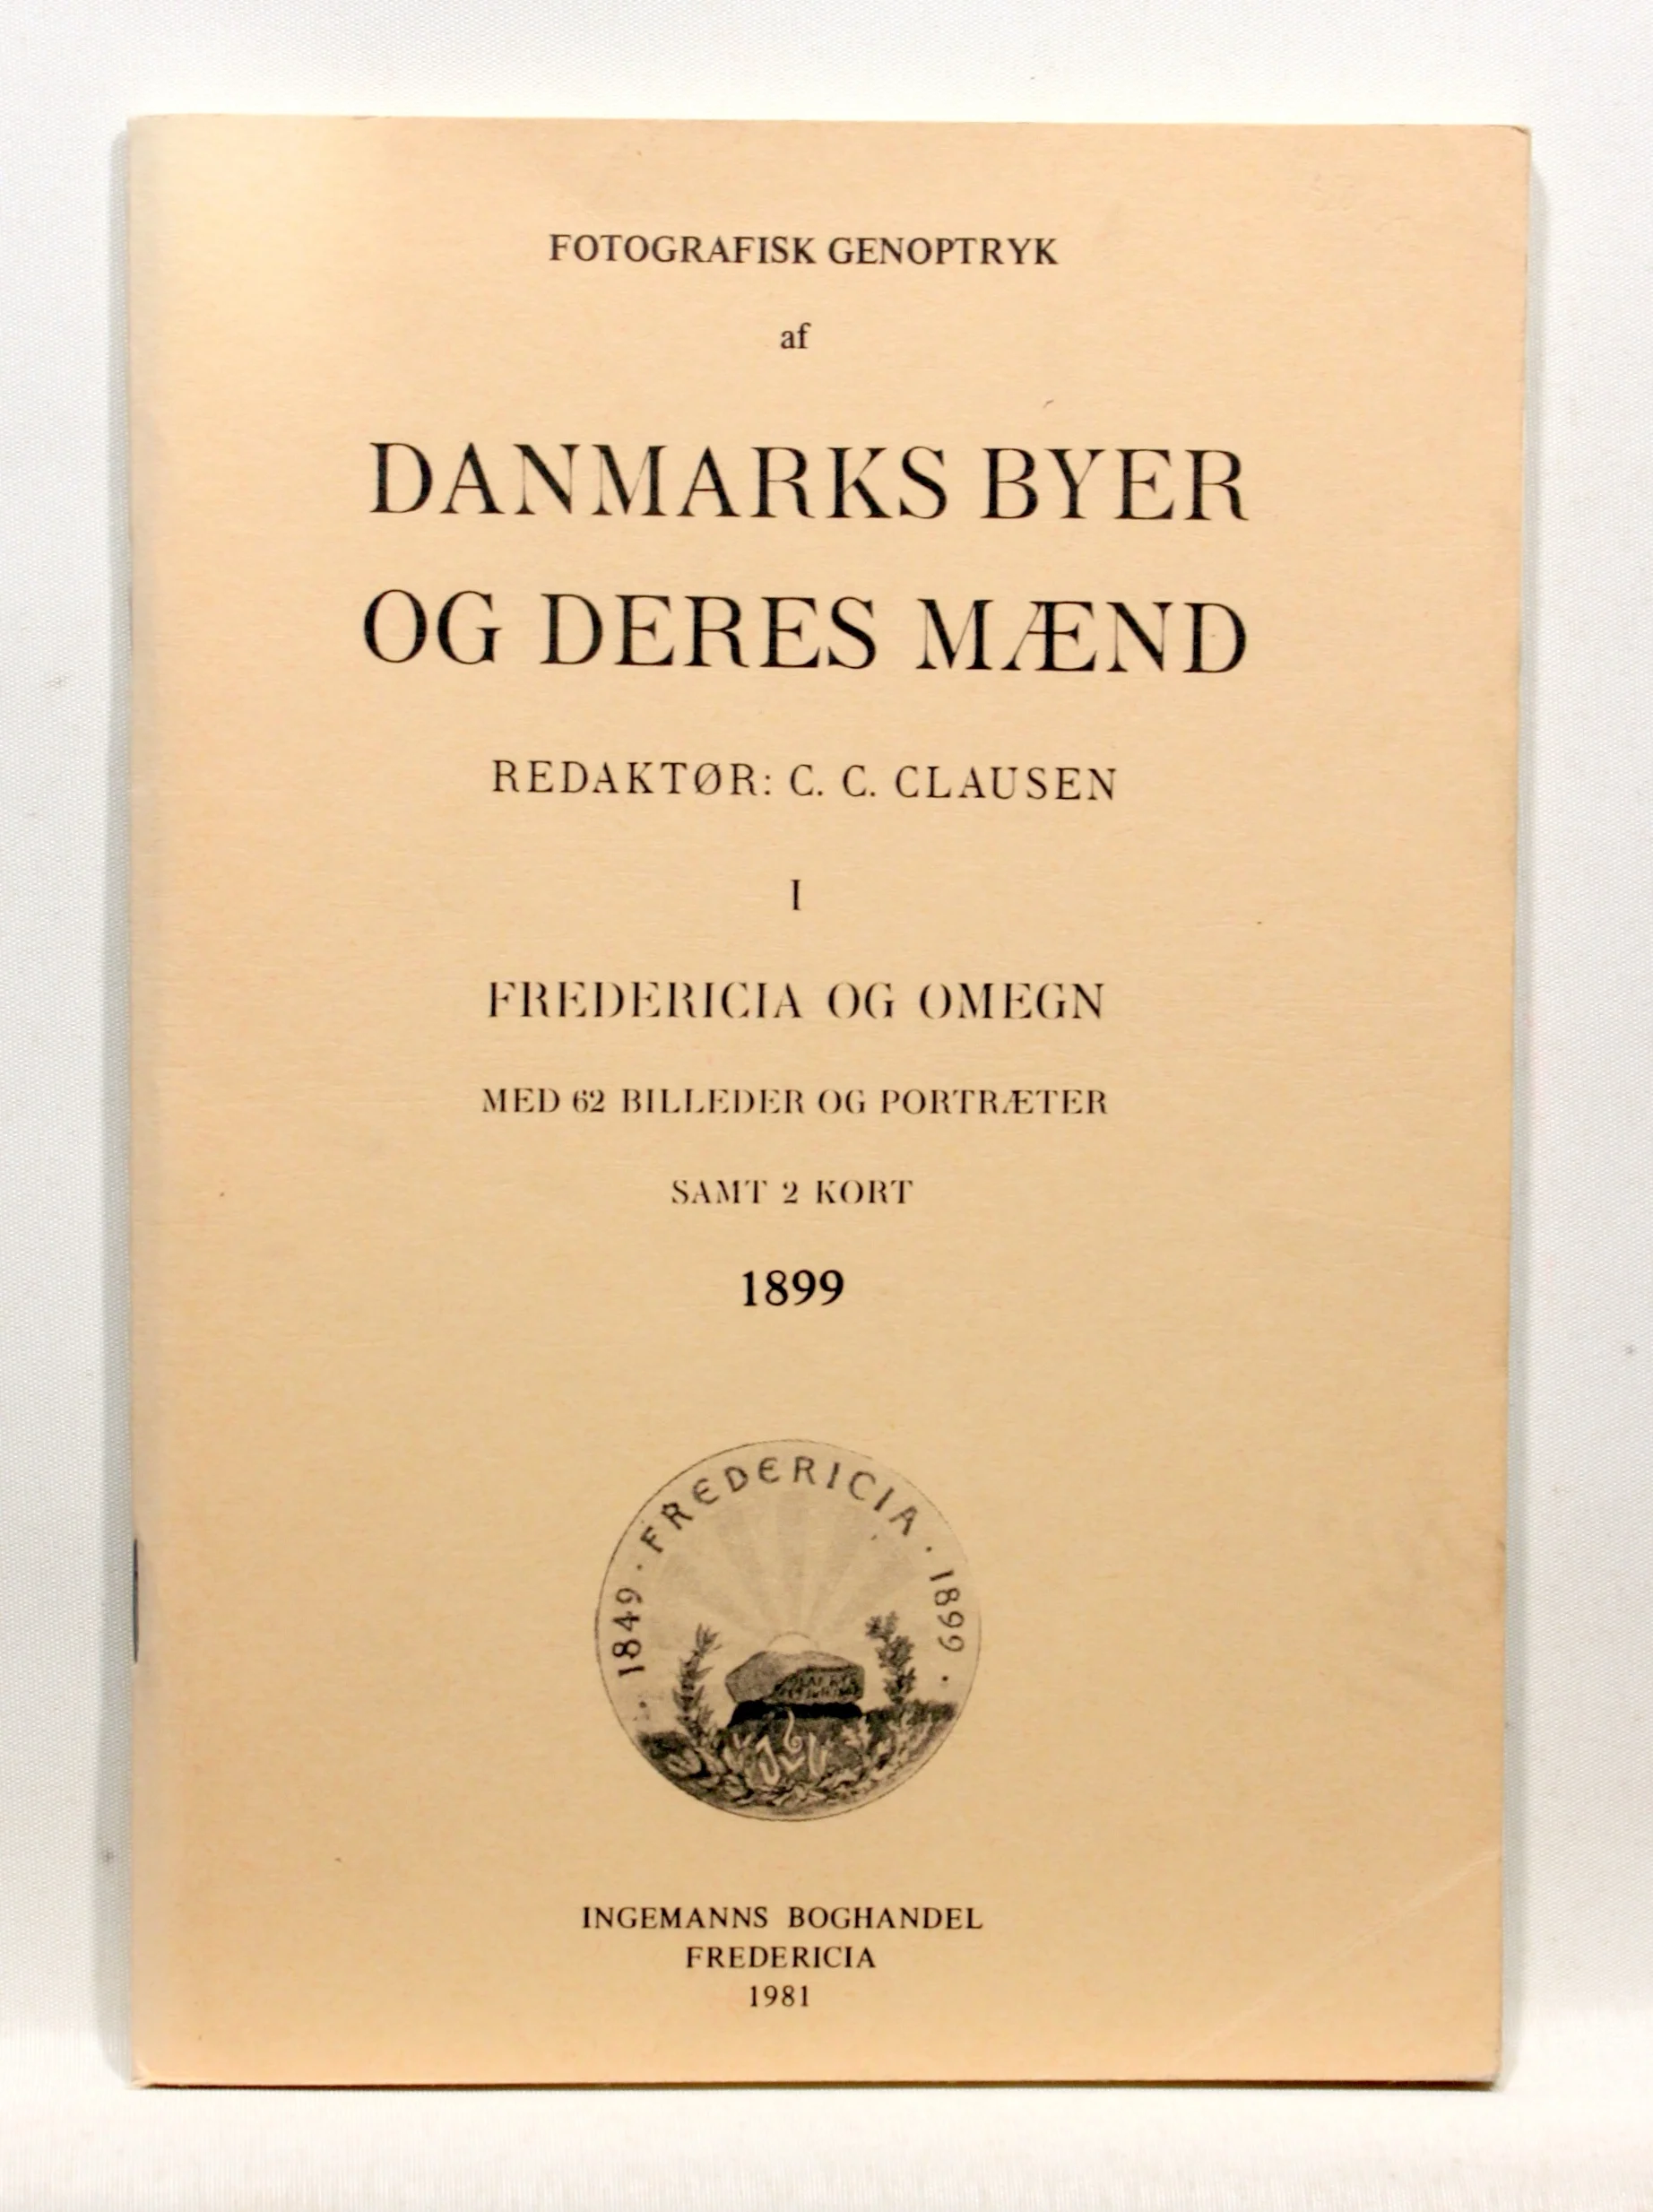 FOTOGRAFISK GENOPTRYK
af
DANMARKS BYER
OG DERES MÆND
REDAKTØR: C. C. CLAUSEN
I
FREDERICIA OG OMEGN
MED 62 BILLEDER OG PORTRÆTER
SAMT 2 KORT
1899
· 1849 · FREDERICIA · 1899 ·
INGEMANNS BOGHANDEL
FREDERICIA
1981